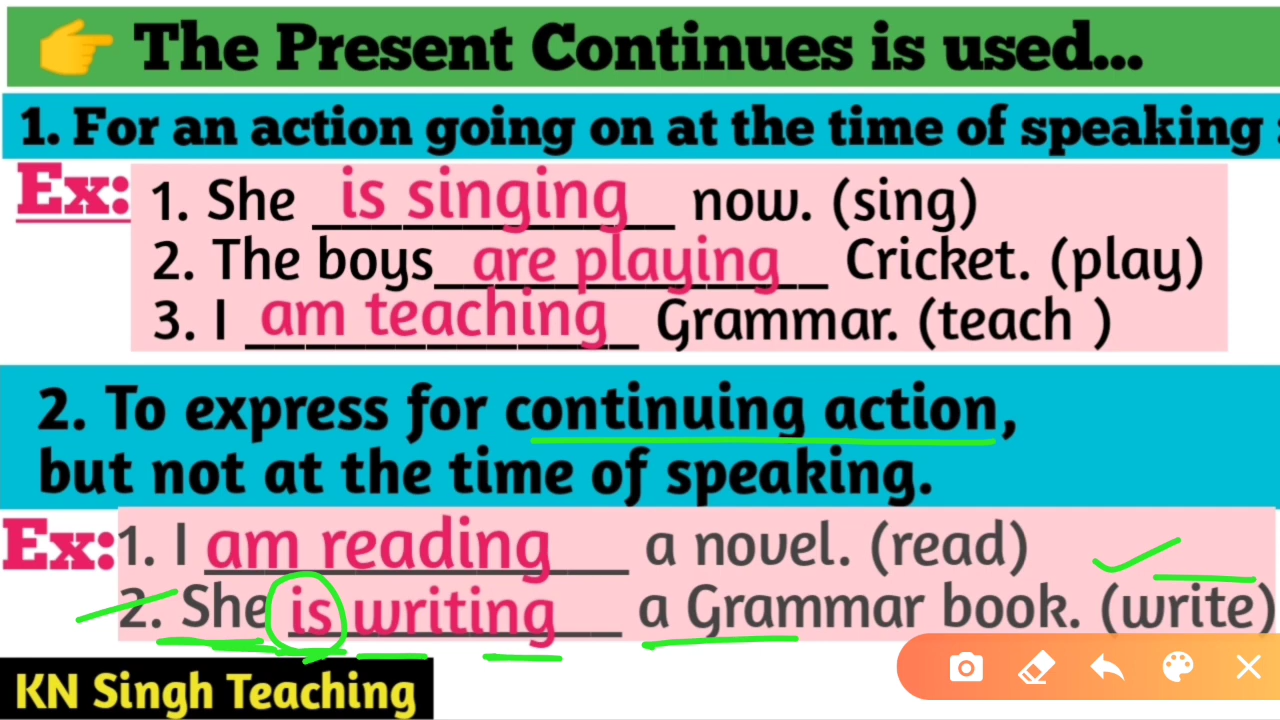 👉 The Present Continues is used...
1. For an action going on at the time of speaking :
Ex: 1. She is singing now. (sing)
2. The boys are playing Cricket. (play)
3. I am teaching Grammar. (teach )
2. To express for continuing action,
but not at the time of speaking.
Ex: 1. I am reading a novel. (read)
2. She is writing a Grammar book. (write)
KN Singh Teaching